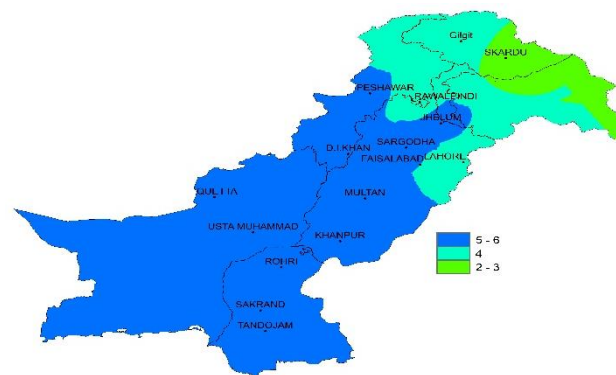 Gilgit
SKARDU
PESHAWAR
RAWALPINDI
JHELUM
SARGODHA
D.I.KHAN
FAISALABAD
LAHORE
MULTAN
USTA MUHAMMAD
KHANPUR
ROHRI
SAKRAND
TANDOJAM
5 - 6
4
2 - 3